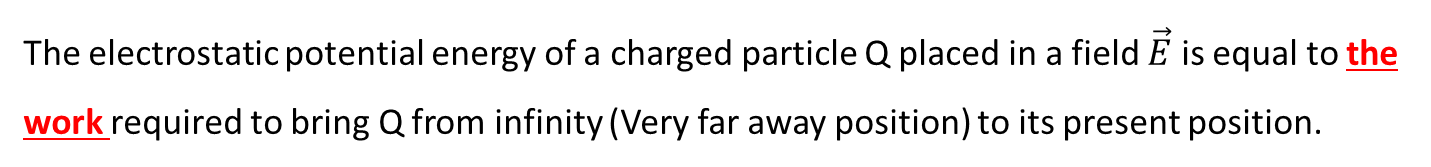 The electrostatic potential energy of a charged particle Q placed in a field $\vec{E}$ is equal to the
work required to bring Q from infinity (Very far away position) to its present position.